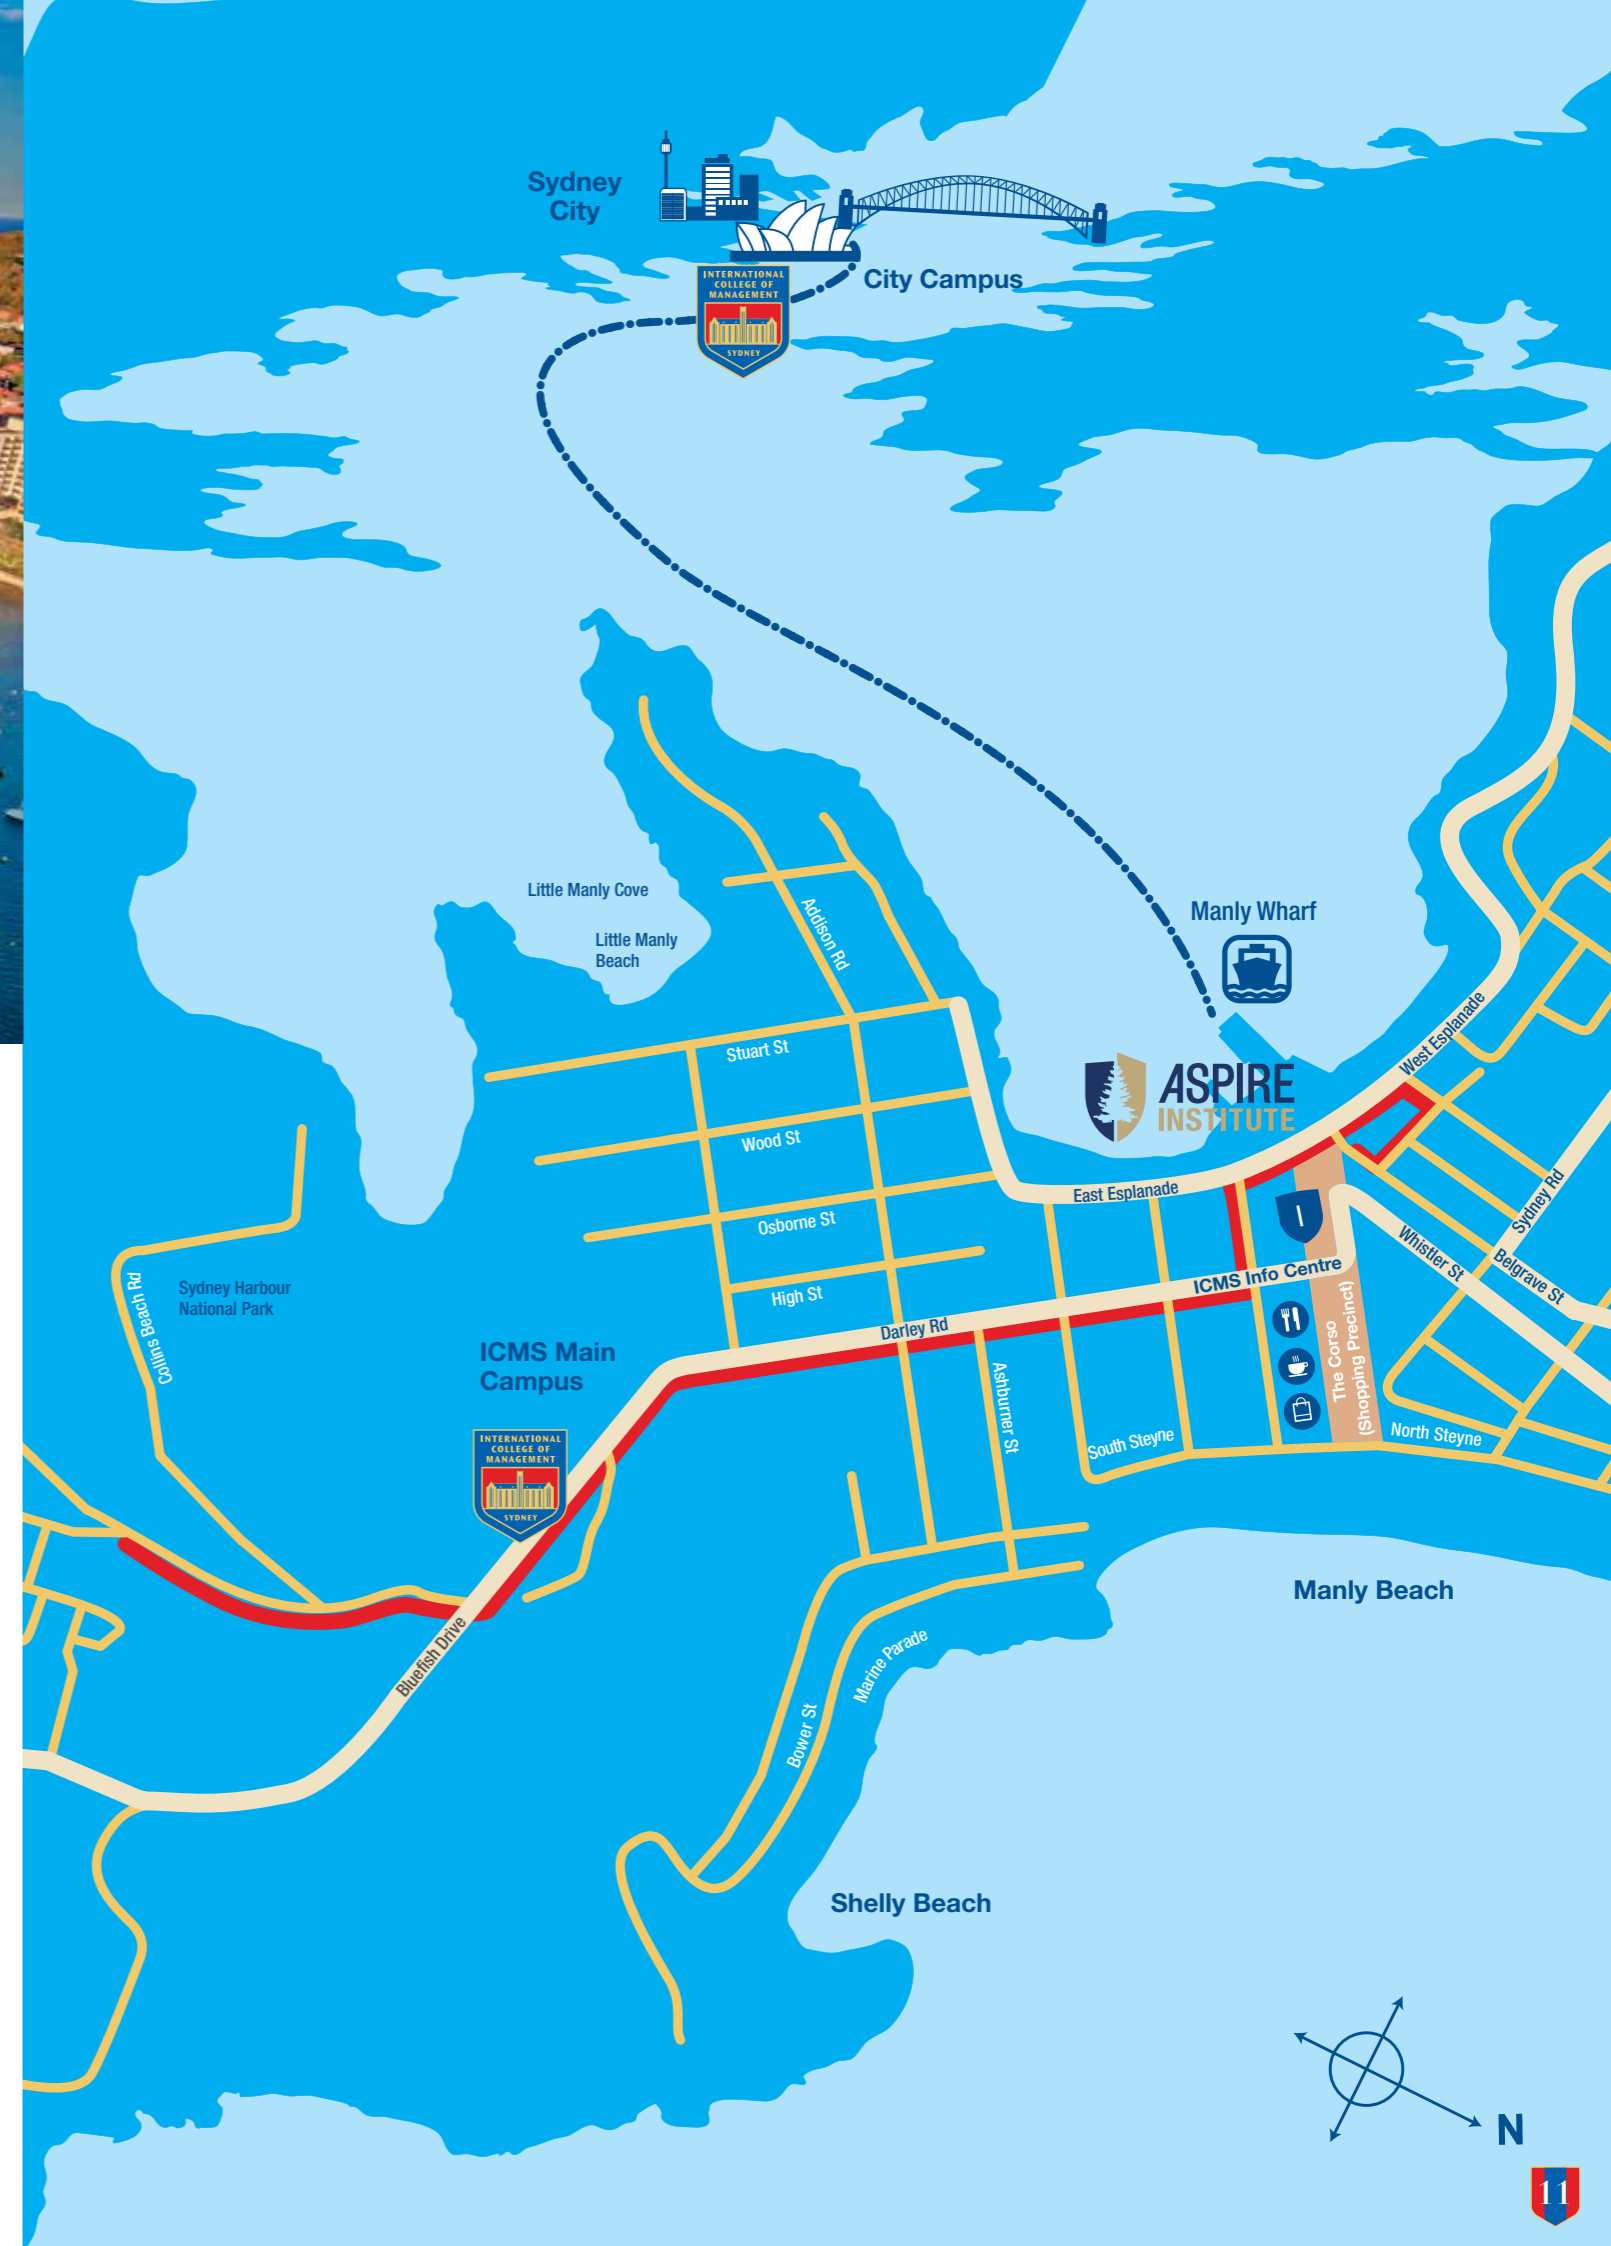 Sydney
City
City Campus
INTERNATIONAL
COLLEGE OF
MANAGEMENT
SYDNEY
Little Manly Cove
Little Manly
Beach
Addison Rd
Manly Wharf
West Esplanade
ASPIRE
INSTITUTE
Stuart St
Wood St
Osborne St
High St
East Esplanade
Sydney Rd
Whistler St
Belgrave St
I
ICMS Info Centre
The Corso
(Shopping Precinct)
Darley Rd
Ashburner St
South Steyne
North Steyne
Collins Beach Rd
Sydney Harbour
National Park
ICMS Main
Campus
INTERNATIONAL
COLLEGE OF
MANAGEMENT
SYDNEY
Bluefish Drive
Manly Beach
Marine Parade
Bower St
Shelly Beach
N
11